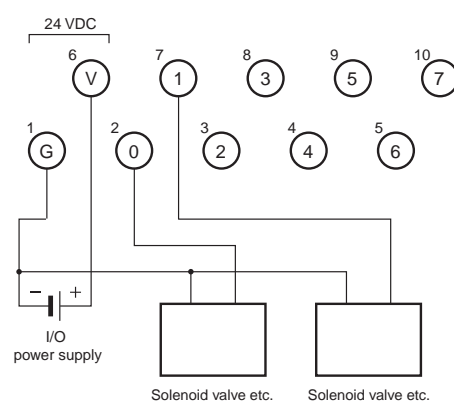 24 VDC
6 7 8 9 10
V 1 3 5 7
1 2 3 4 5
G 0 2 4 6
− +
I/O
power supply
Solenoid valve etc. Solenoid valve etc.